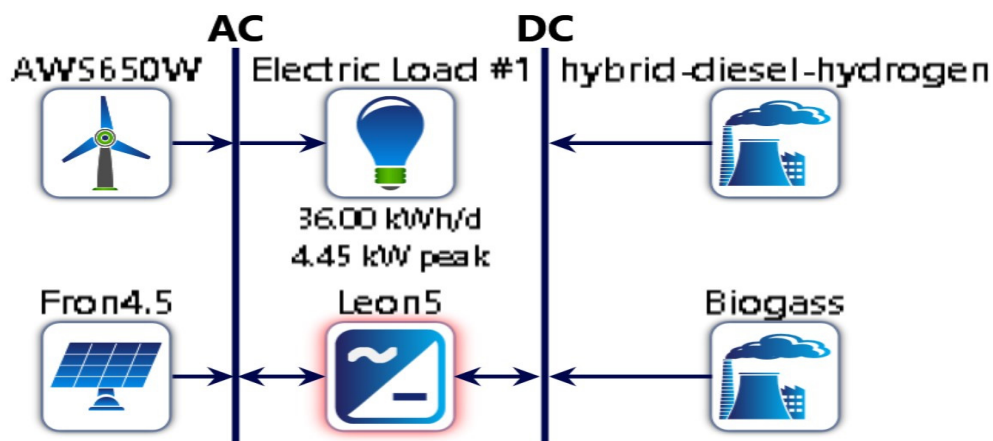 AC
DC
AWS650W
Electric Load #1
hybrid-diesel-hydrogen
36.00 kWh/d
4.45 kW peak
Fron4.5
Leon5
Biogass